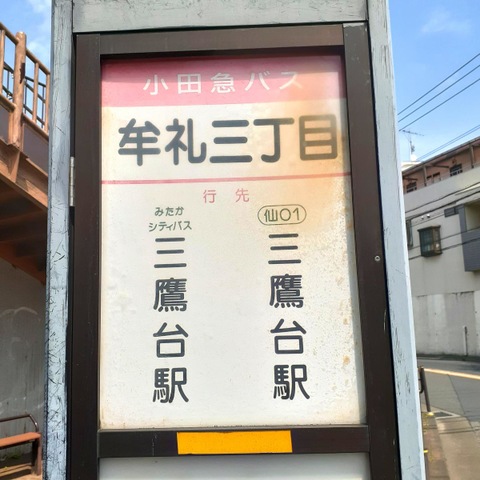 小田急バス
牟礼三丁目
行先
仙01
三鷹台駅
みたか
シティバス
三鷹台駅